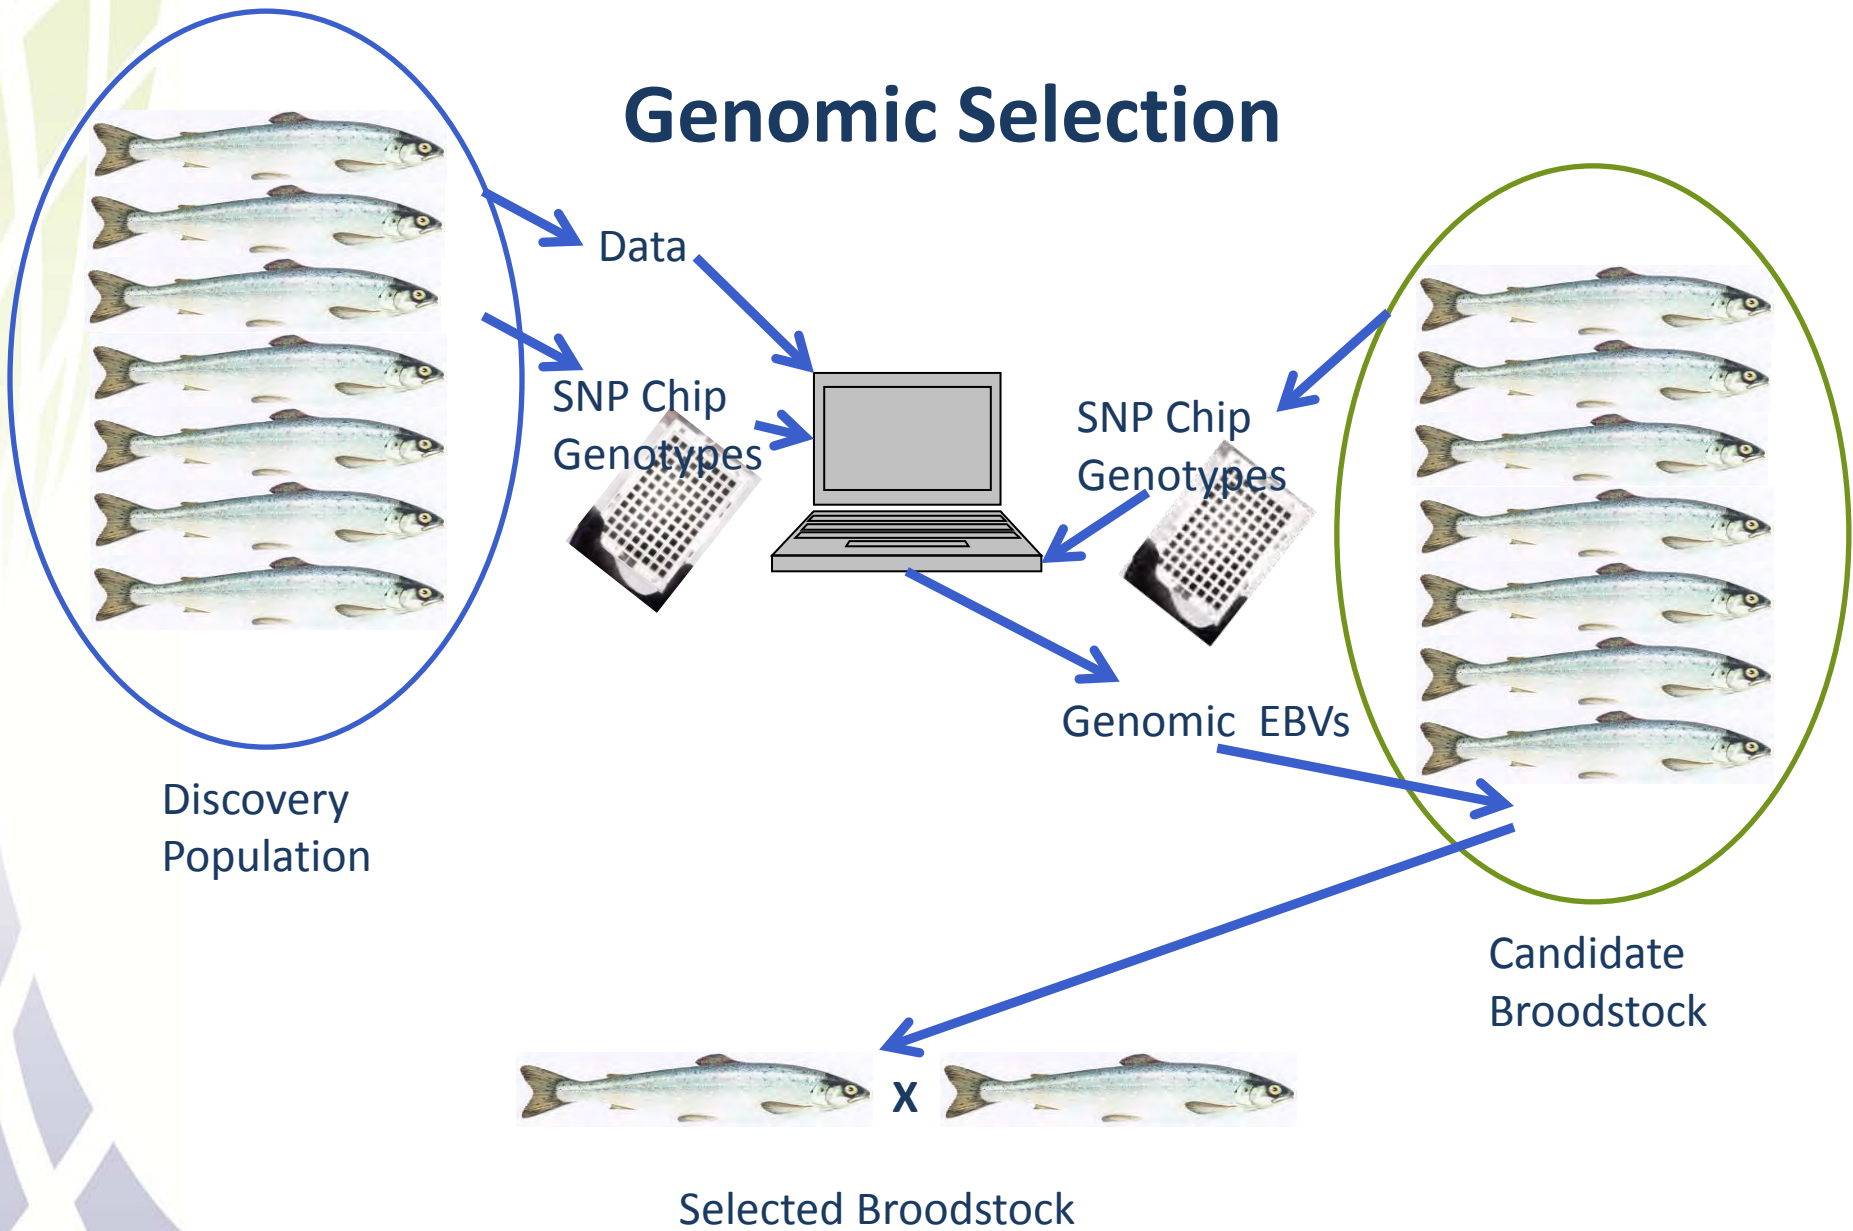 Genomic Selection
Data
SNP Chip
Genotypes
SNP Chip
Genotypes
Genomic EBVs
Discovery
Population
Candidate
Broodstock
X
Selected Broodstock